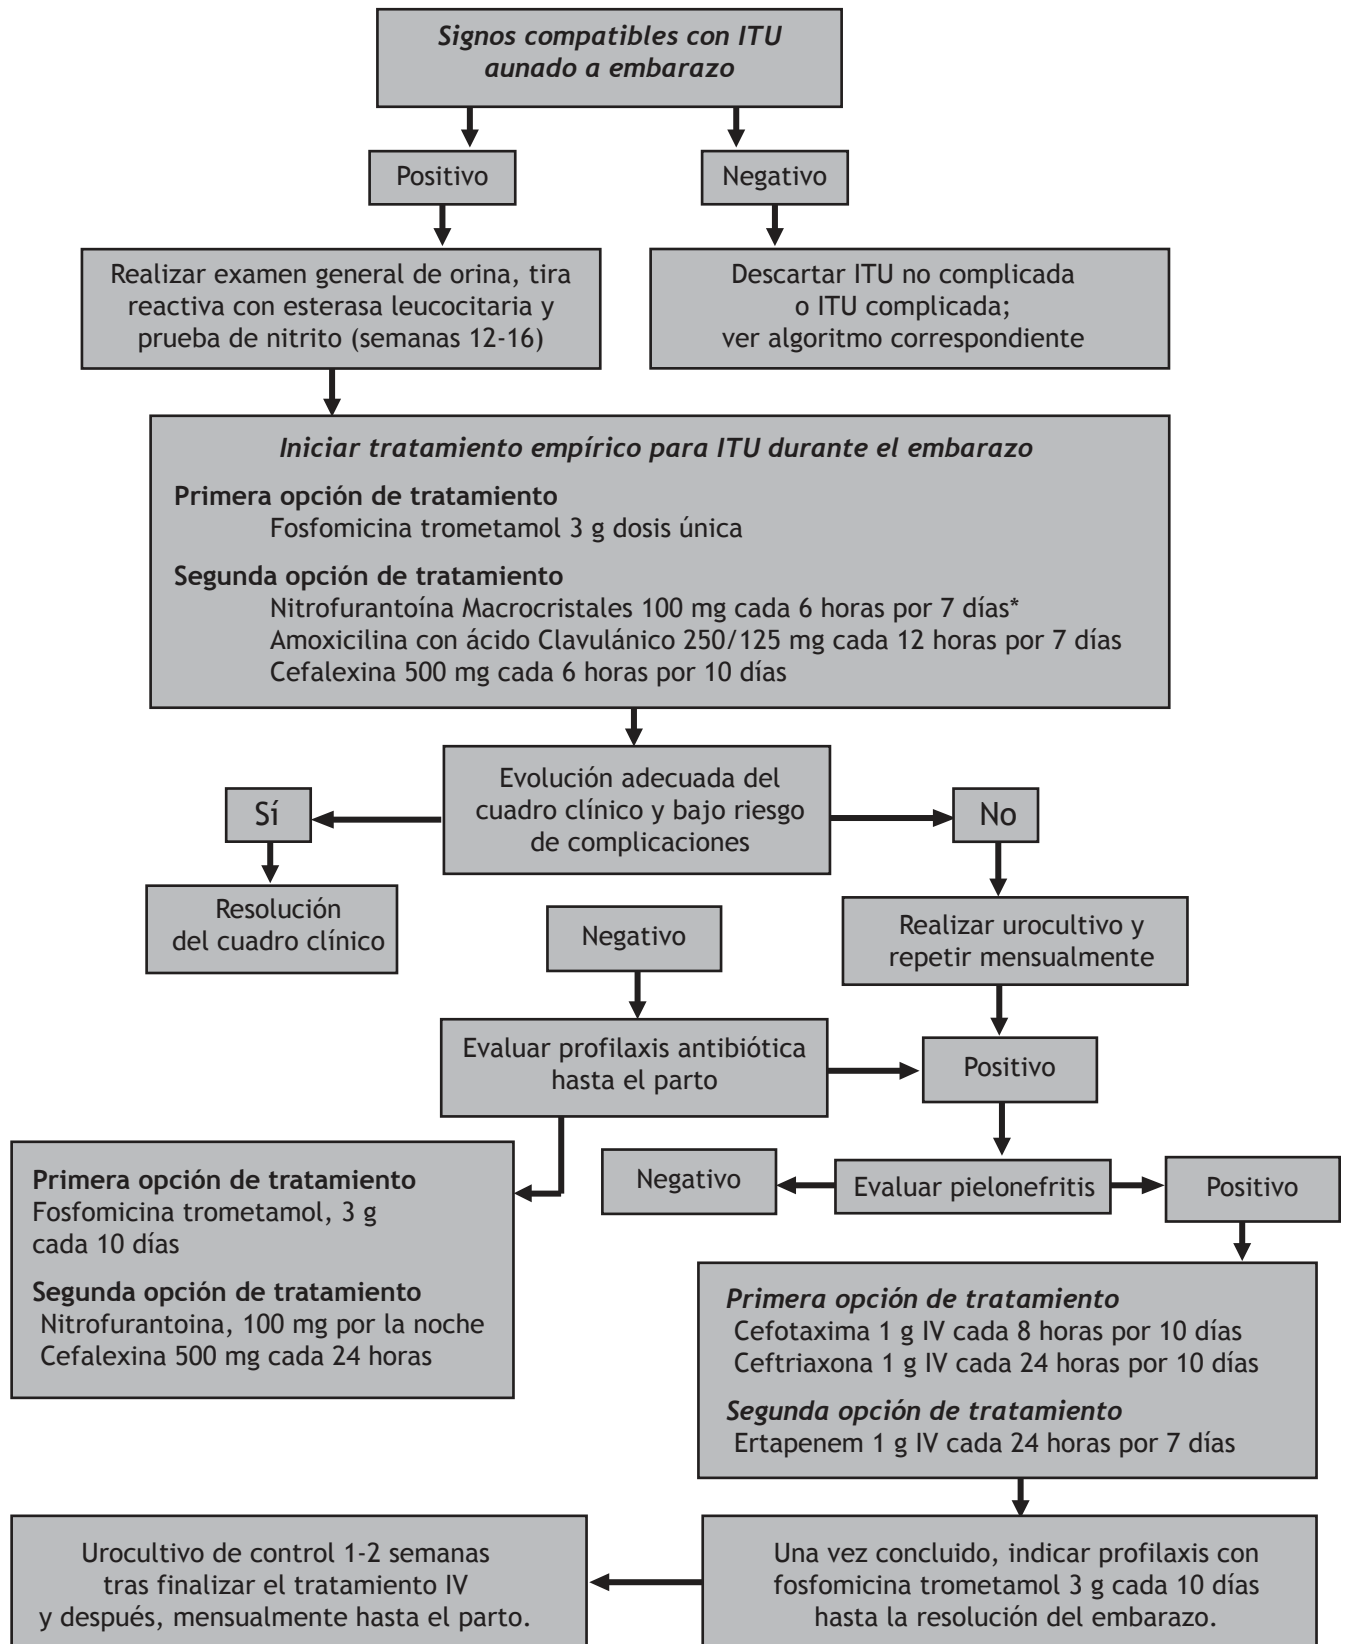 Signos compatibles con ITU
aunado a embarazo
Positivo
Negativo
Realizar examen general de orina, tira
reactiva con esterasa leucocitaria y
prueba de nitrito (semanas 12-16)
Descartar ITU no complicada
o ITU complicada;
ver algoritmo correspondiente
Iniciar tratamiento empírico para ITU durante el embarazo
Primera opción de tratamiento
Fosfomicina trometamol 3 g dosis única
Segunda opción de tratamiento
Nitrofurantoína Macrocristales 100 mg cada 6 horas por 7 días*
Amoxicilina con ácido Clavulánico 250/125 mg cada 12 horas por 7 días
Cefalexina 500 mg cada 6 horas por 10 días
Evolución adecuada del
cuadro clínico y bajo riesgo
de complicaciones
Sí
No
Resolución
del cuadro clínico
Realizar urocultivo y
repetir mensualmente
Negativo
Evaluar profilaxis antibiótica
hasta el parto
Positivo
Negativo
Evaluar pielonefritis
Positivo
Primera opción de tratamiento
Fosfomicina trometamol, 3 g
cada 10 días
Segunda opción de tratamiento
Nitrofurantoina, 100 mg por la noche
Cefalexina 500 mg cada 24 horas
Primera opción de tratamiento
Cefotaxima 1 g IV cada 8 horas por 10 días
Ceftriaxona 1 g IV cada 24 horas por 10 días
Segunda opción de tratamiento
Ertapenem 1 g IV cada 24 horas por 7 días
Una vez concluido, indicar profilaxis con
fosfomicina trometamol 3 g cada 10 días
hasta la resolución del embarazo.
Urocultivo de control 1-2 semanas
tras finalizar el tratamiento IV
y después, mensualmente hasta el parto.